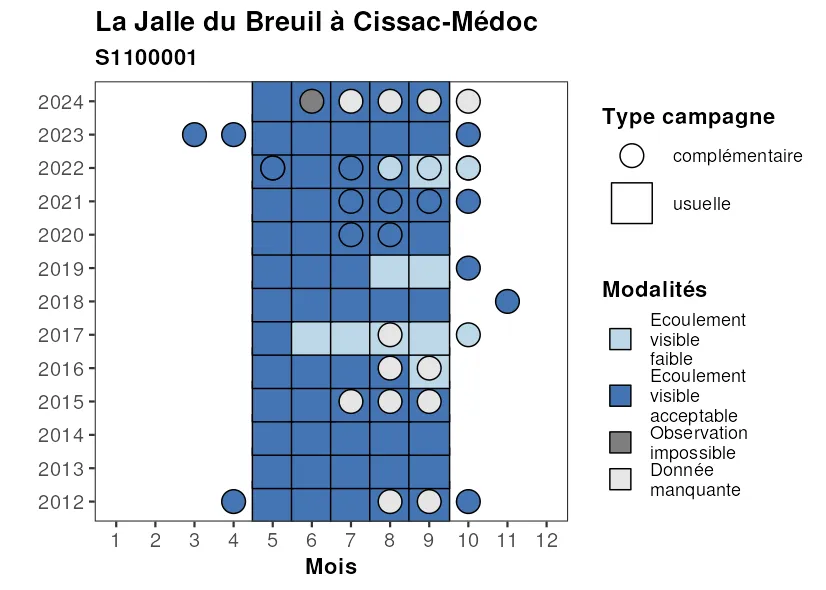 La Jalle du Breuil à Cissac-Médoc
S1100001
2024
2023
2022
2021
2020
2019
2018
2017
2016
2015
2014
2013
2012
1 2 3 4 5 6 7 8 9 10 11 12
Mois
Type campagne
complémentaire
usuelle
Modalités
Ecoulement
visible
faible
Ecoulement
visible
acceptable
Observation
impossible
Donnée
manquante